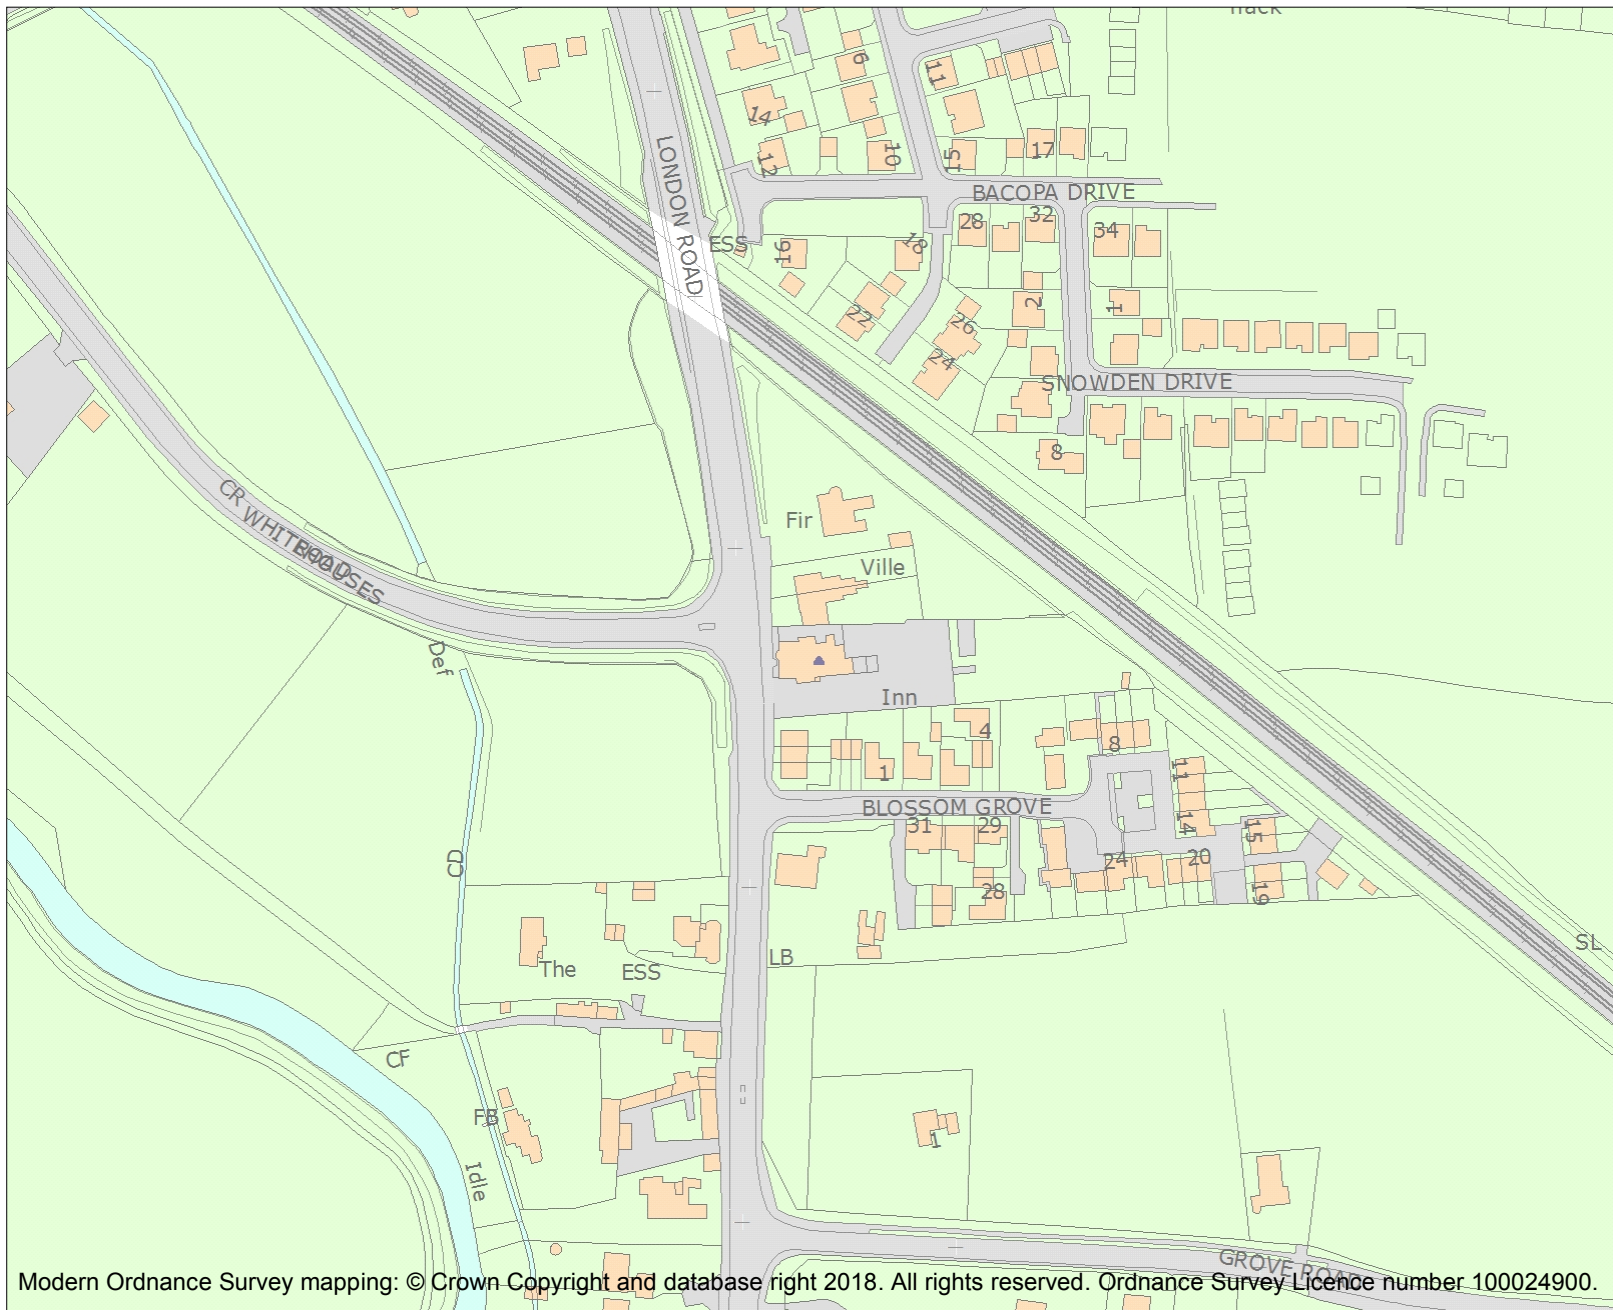 Track
6
11
14
12
10
15
17
LONDON ROAD
BACOPA DRIVE
28
32
34
ESS
16
18
22
26
24
2
1
SNOWDEN DRIVE
8
CR
WHITEHOUSES
ROAD
Fir
Ville
Def
Inn
4
1
8
11
BLOSSOM GROVE
31
29
14
15
24
20
28
19
CD
The
ESS
LB
SL
CF
FB
Idle
1
GROVE ROAD
Modern Ordnance Survey mapping: © Crown Copyright and database right 2018. All rights reserved. Ordnance Survey Licence number 100024900.